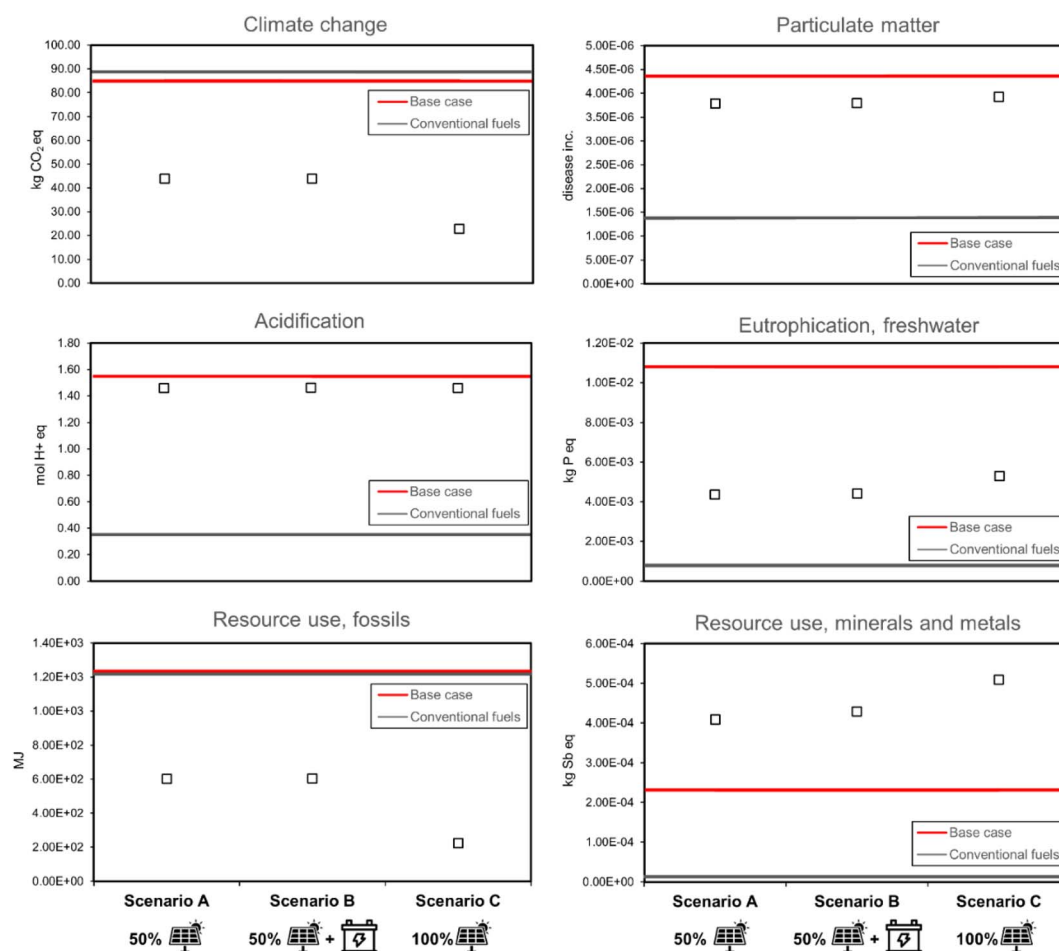 Climate change
100.00
90.00
80.00
70.00
60.00
50.00
40.00
30.00
20.00
10.00
0.00
kg CO₂ eq
Base case
Conventional fuels
Particulate matter
5.00E-06
4.50E-06
4.00E-06
3.50E-06
3.00E-06
2.50E-06
2.00E-06
1.50E-06
1.00E-06
5.00E-07
0.00E+00
disease inc.
Base case
Conventional fuels
Acidification
1.80
1.60
1.40
1.20
1.00
0.80
0.60
0.40
0.20
0.00
mol H+ eq
Base case
Conventional fuels
Eutrophication, freshwater
1.20E-02
1.00E-02
8.00E-03
6.00E-03
4.00E-03
2.00E-03
0.00E+00
kg P eq
Base case
Conventional fuels
Resource use, fossils
1.40E+03
1.20E+03
1.00E+03
8.00E+02
6.00E+02
4.00E+02
2.00E+02
0.00E+00
MJ
Base case
Conventional fuels
Scenario A
Scenario B
Scenario C
50%
50% +
100%
Resource use, minerals and metals
6.00E-04
5.00E-04
4.00E-04
3.00E-04
2.00E-04
1.00E-04
0.00E+00
kg Sb eq
Base case
Conventional fuels
Scenario A
Scenario B
Scenario C
50%
50% +
100%